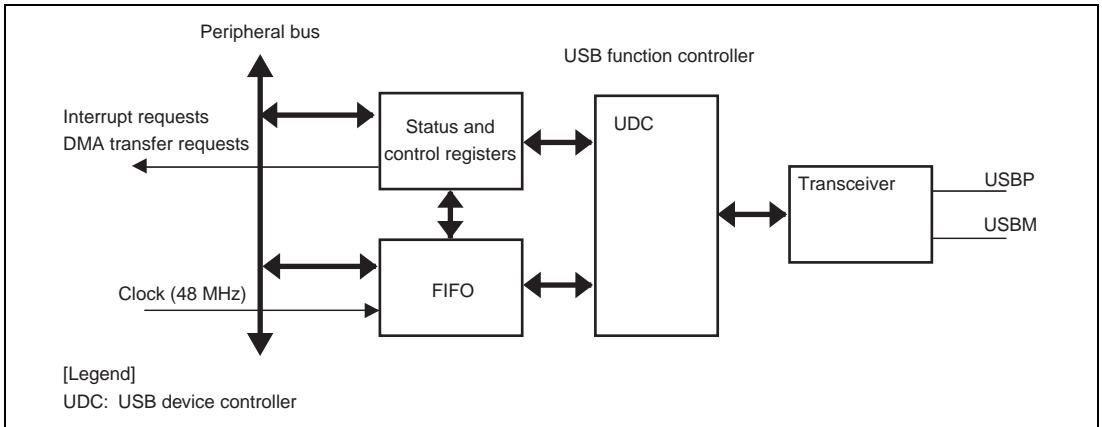 Peripheral bus
USB function controller
Interrupt requests
DMA transfer requests
Status and
control registers
UDC
Transceiver
USBP
USBM
FIFO
Clock (48 MHz)
[Legend]
UDC: USB device controller